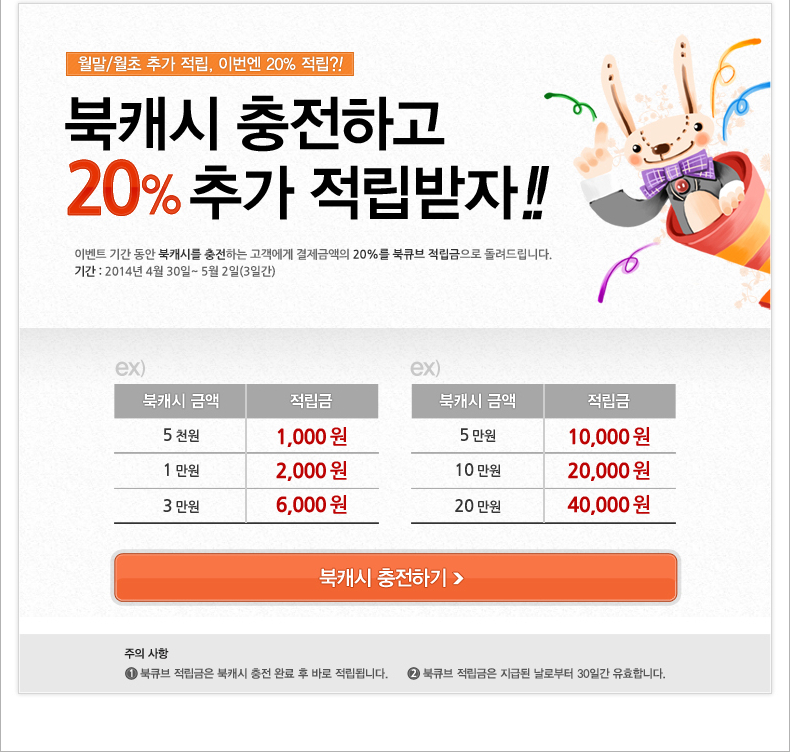 월말/월초 추가 적립, 이번엔 20% 적립?!
북캐시 충전하고
20% 추가 적립받자!!
이벤트 기간 동안 북캐시를 충전하는 고객에게 결제금액의 20%를 북큐브 적립금으로 돌려드립니다.
기간 : 2014년 4월 30일~ 5월 2일(3일간)
ex)
북캐시 금액 적립금
5 천원 1,000 원
1 만원 2,000 원
3 만원 6,000 원
ex)
북캐시 금액 적립금
5 만원 10,000 원
10 만원 20,000 원
20 만원 40,000 원
북캐시 충전하기 >
주의 사항
1 북큐브 적립금은 북캐시 충전 완료 후 바로 적립됩니다.
2 북큐브 적립금은 지급된 날로부터 30일간 유효합니다.